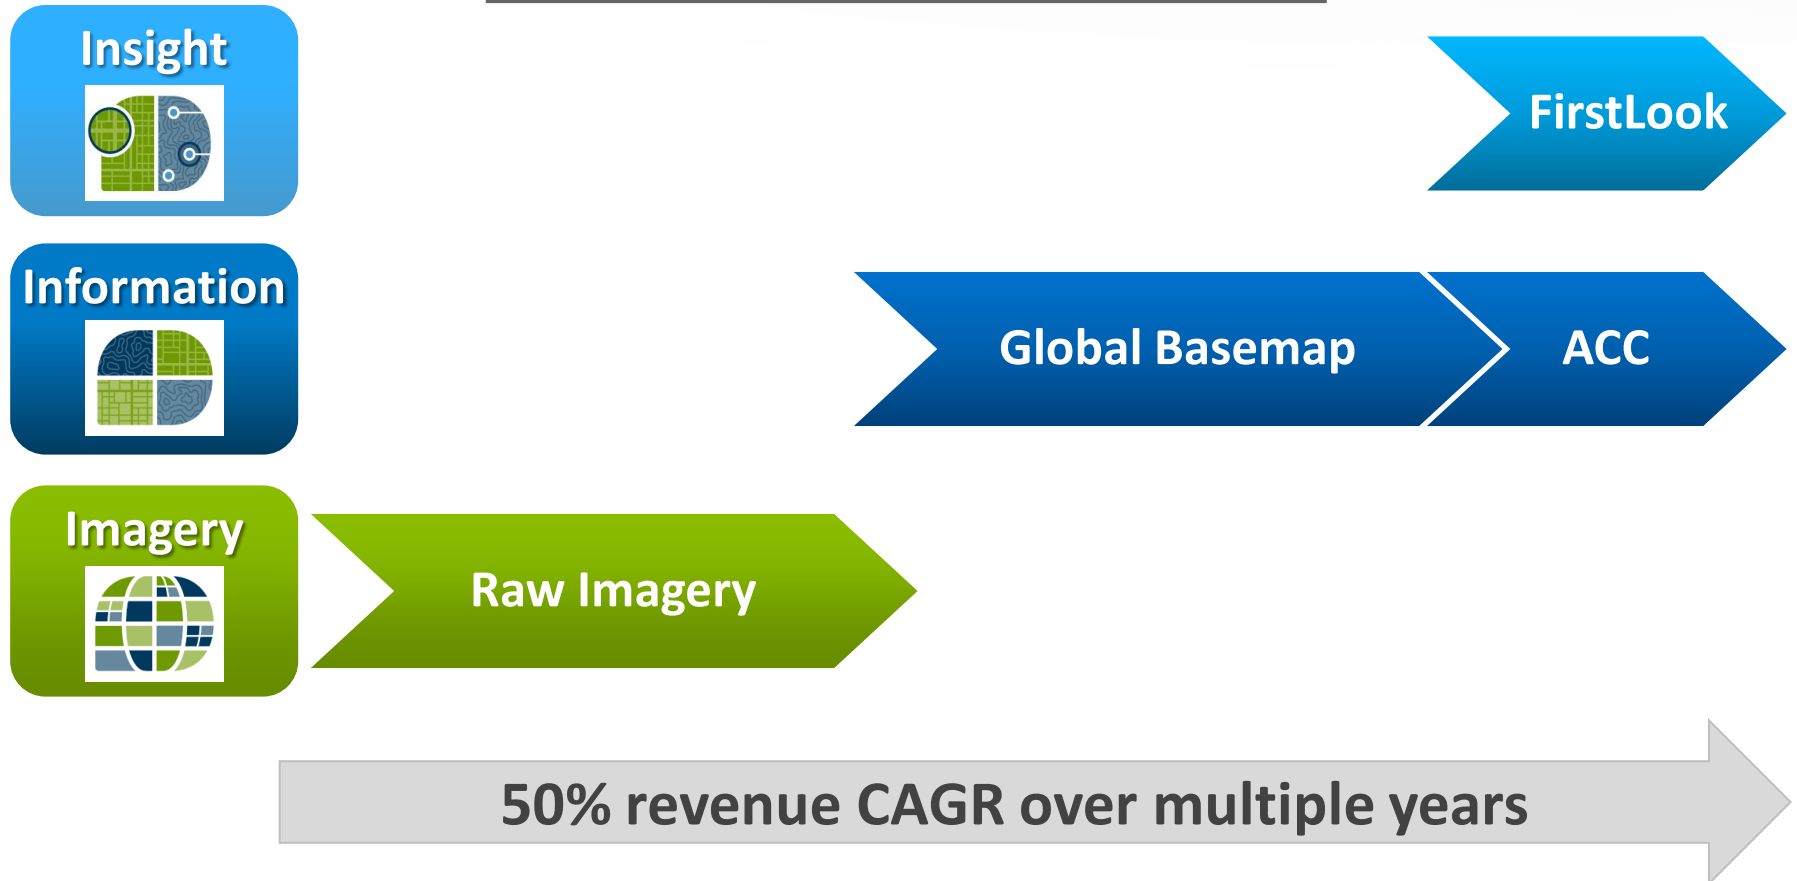 Insight
FirstLook
Information
Global Basemap
ACC
Imagery
Raw Imagery
50% revenue CAGR over multiple years